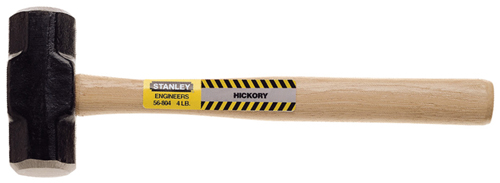 STANLEY
ENGINEERS
56-804 4 LB.
HICKORY